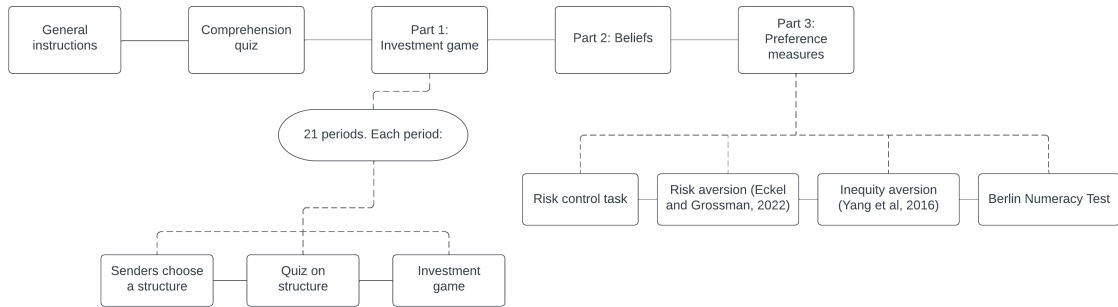 General
instructions
Comprehension
quiz
Part 1:
Investment game
Part 2: Beliefs
Part 3:
Preference
measures
21 periods. Each period:
Risk control task
Risk aversion (Eckel
and Grossman, 2022)
Inequity aversion
(Yang et al, 2016)
Berlin Numeracy Test
Senders choose
a structure
Quiz on
structure
Investment
game